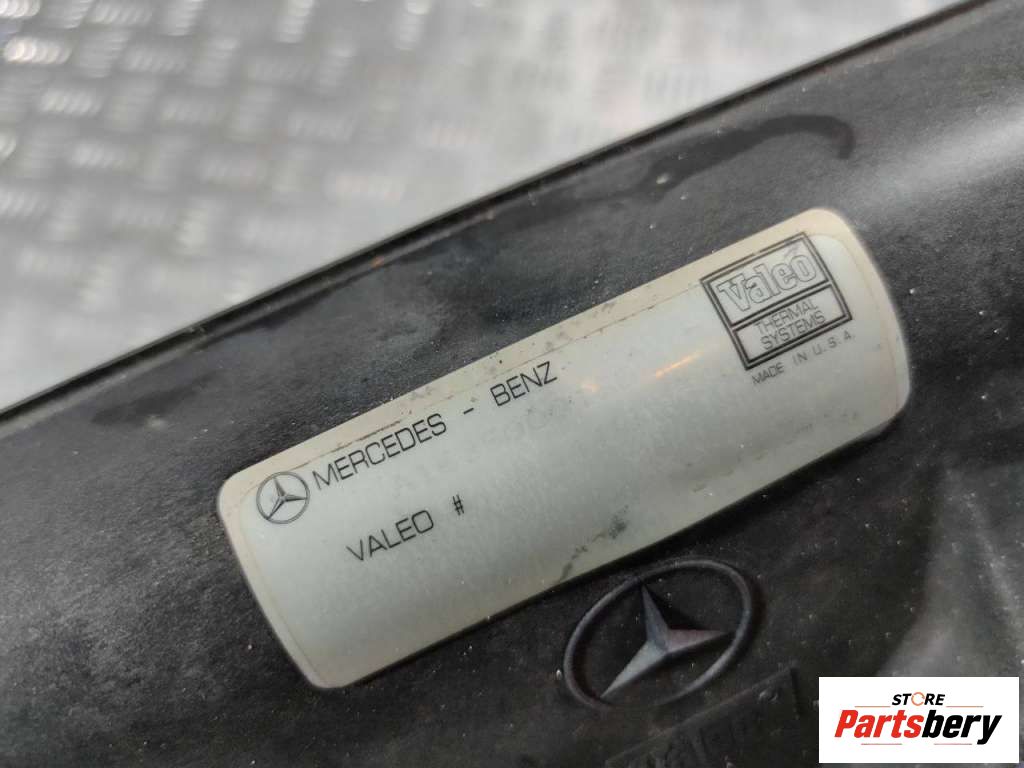 Valeo
THERMAL
SYSTEMS
MADE IN U.S.A.
MERCEDES - BENZ
VALEO #
STORE
Partsbery